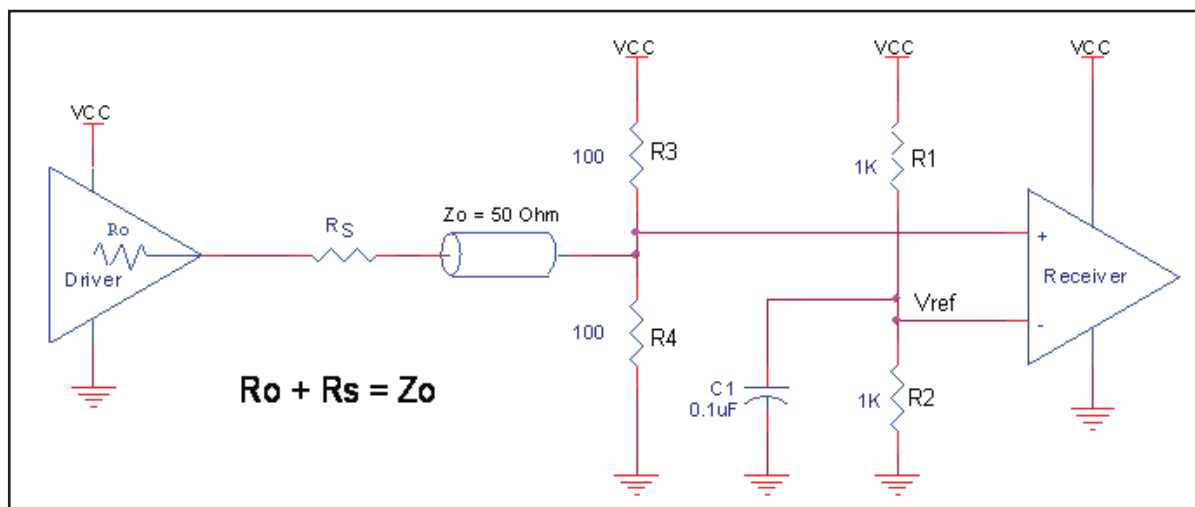 VCC
Ro
Driver
RS
Zo = 50 Ohm
VCC
100
R3
100
R4
VCC
1K
R1
Vref
C1
0.1uF
1K
R2
VCC
+
Receiver
-
Ro + Rs = Zo